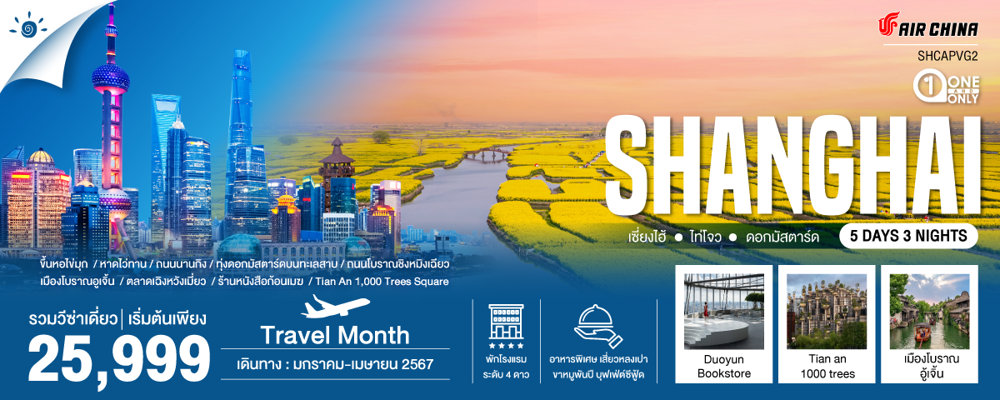 AIR CHINA
SHCAPVG2
1 ONE
AND
ONLY
SHANGHAI
เซี่ยงไฮ้ • ไท่โจว • ดอกมัสตาร์ด
5 DAYS 3 NIGHTS
ขึ้นหอไข่มุก / หาดไว่ทาน / ถนนนานกิง / ทุ่งดอกมัสตาร์ดบนทะเลสาบ / ถนนโบราณชิงหมิงเฉียว
เมืองโบราณอูเจิ้น / ตลาดเฉิงหวังเมี่ยว / ร้านหนังสือก้อนเมฆ / Tian An 1,000 Trees Square
รวมวีซ่าเดี่ยว | เริ่มต้นเพียง
25,999
Travel Month
เดินทาง : มกราคม-เมษายน 2567
พักโรงแรม
ระดับ 4 ดาว
อาหารพิเศษ เสี่ยวหลงเปา
ขาหมูพันปี บุฟเฟ่ต์ซีฟู้ด
Duoyun
Bookstore
Tian an
1000 trees
เมืองโบราณ
อู๋เจิ้น